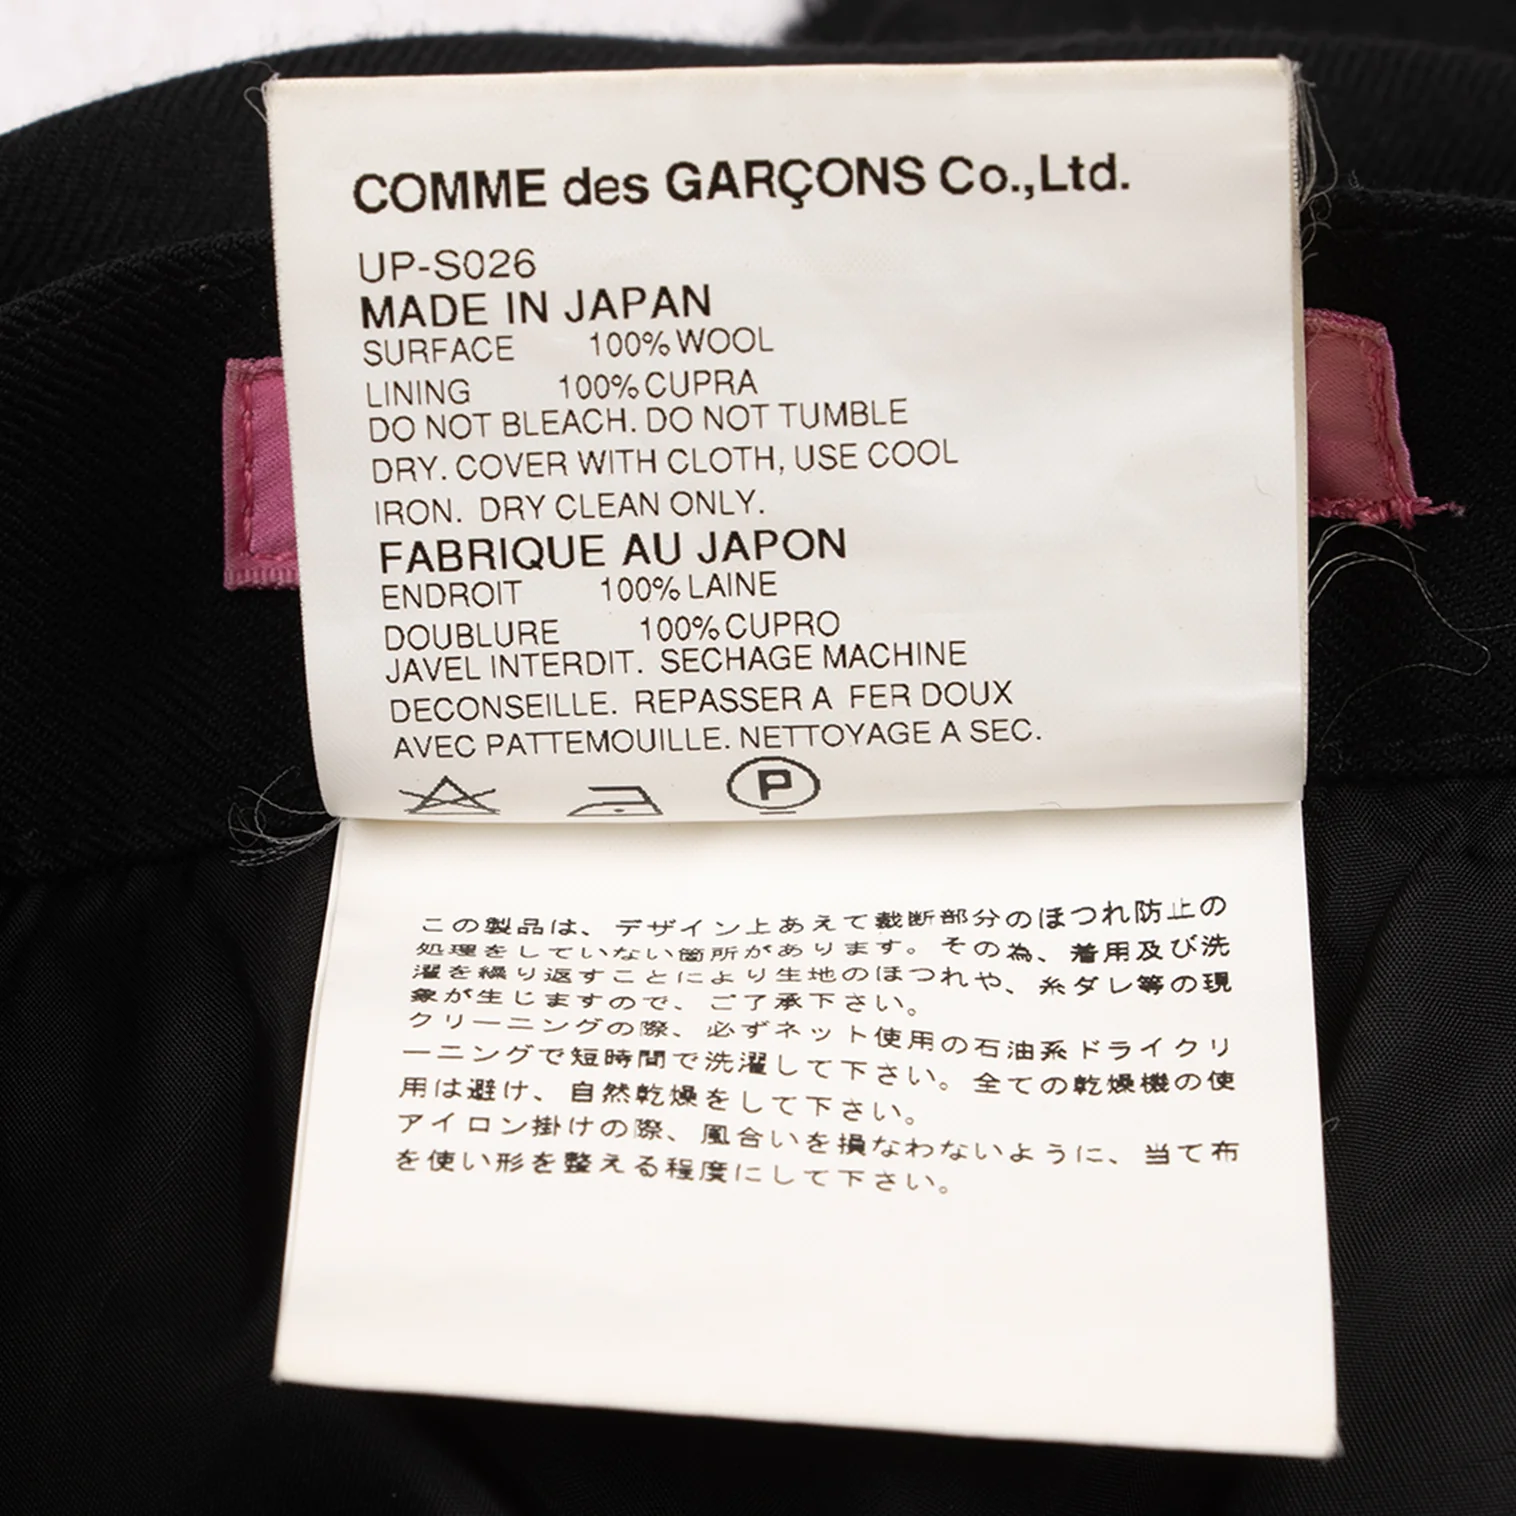 COMME des GARÇONS Co.,Ltd.
UP-S026
MADE IN JAPAN
SURFACE 100% WOOL
LINING 100% CUPRA
DO NOT BLEACH. DO NOT TUMBLE
DRY. COVER WITH CLOTH, USE COOL
IRON. DRY CLEAN ONLY.
FABRIQUE AU JAPON
ENDROIT 100% LAINE
DOUBLURE 100% CUPRO
JAVEL INTERDIT. SECHAGE MACHINE
DECONSEILLE. REPASSER A FER DOUX
AVEC PATTEMOUILLE. NETTOYAGE A SEC.
P
この製品は、デザイン上あえて裁断部分のほつれ防止の
処理をしていない箇所があります。その為、着用及び洗
濯を繰り返すことにより生地のほつれや、糸ダレ等の現
象が生じますので、ご了承下さい。
クリーニングの際、必ずネット使用の石油系ドライクリ
ーニングで短時間で洗濯して下さい。全ての乾燥機の使
用は避け、自然乾燥をして下さい。
アイロン掛けの際、風合いを損なわないように、当て布
を使い形を整える程度にして下さい。